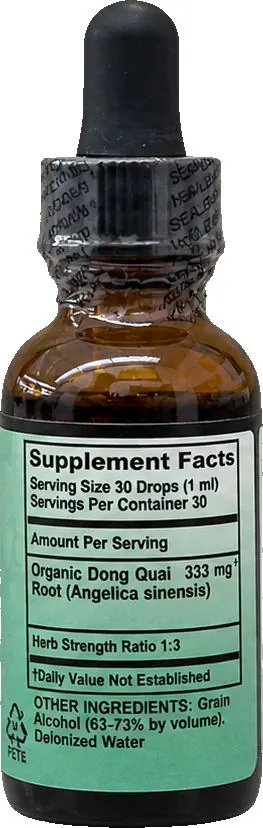 Supplement Facts
Serving Size 30 Drops (1 ml)
Servings Per Container 30
Amount Per Serving
Organic Dong Quai 333 mg†
Root (Angelica sinensis)
Herb Strength Ratio 1:3
†Daily Value Not Established
OTHER INGREDIENTS: Grain
Alcohol (63-73% by volume).
Deionized Water
PETE